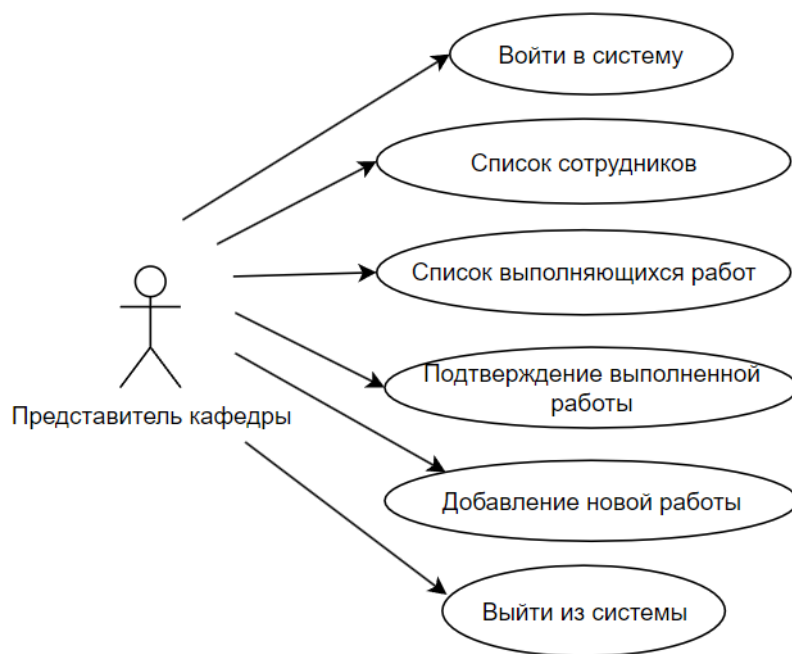 Войти в систему
Список сотрудников
Список выполняющихся работ
Подтверждение выполненной
работы
Представитель кафедры
Добавление новой работы
Выйти из системы